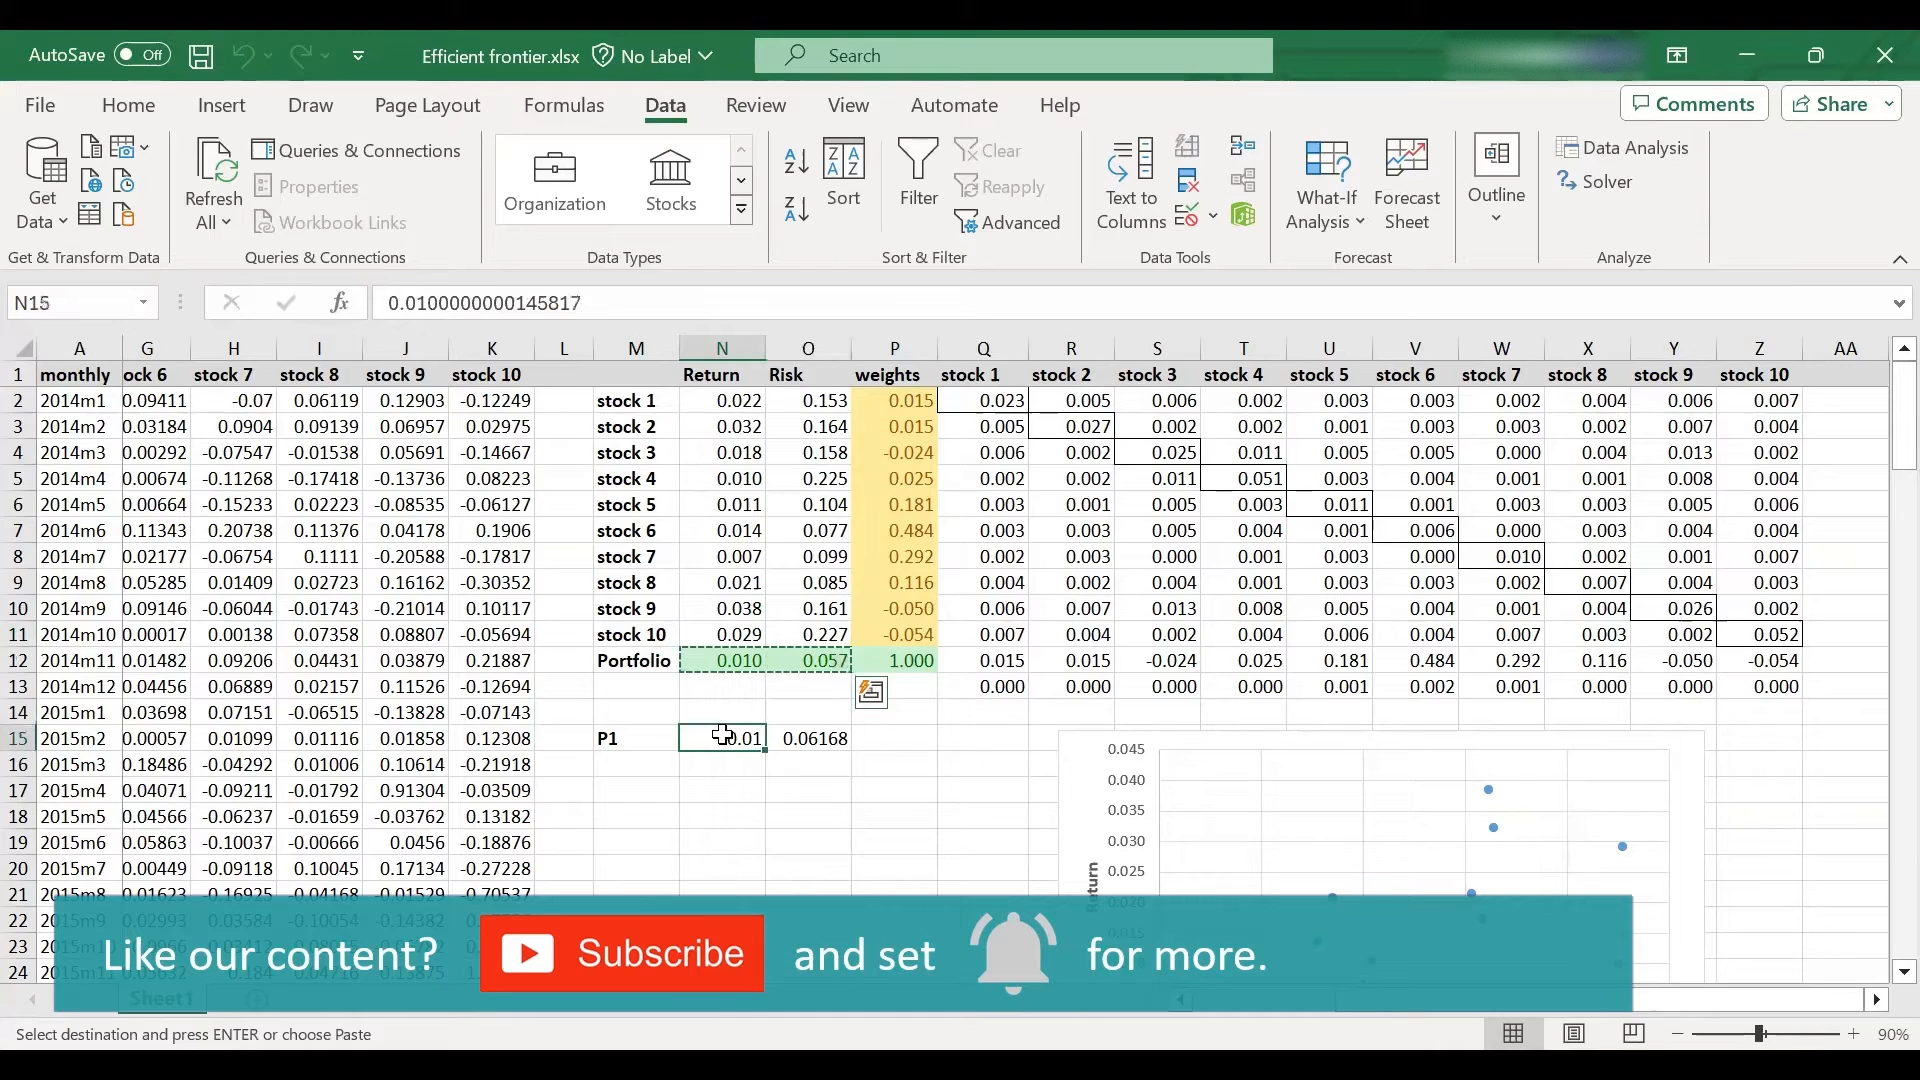 AutoSave Off Efficient frontier.xlsx No Label Search
File Home Insert Draw Page Layout Formulas Data Review View Automate Help Comments Share
Get Data Refresh All Queries & Connections Properties Workbook Links Organization Stocks Sort Filter Clear Reapply Advanced Text to Columns What-If Analysis Forecast Sheet Outline Data Analysis Solver
Get & Transform Data Queries & Connections Data Types Sort & Filter Data Tools Forecast Analyze
N15 fx 0.0100000000145817
A G H I J K L M N O P Q R S T U V W X Y Z AA
1 monthly ock 6 stock 7 stock 8 stock 9 stock 10 Return Risk weights stock 1 stock 2 stock 3 stock 4 stock 5 stock 6 stock 7 stock 8 stock 9 stock 10
2 2014m1 0.09411 -0.07 0.06119 0.12903 -0.12249 stock 1 0.022 0.153 0.015 0.023 0.005 0.006 0.002 0.003 0.003 0.002 0.004 0.006 0.007
3 2014m2 0.03184 0.0904 0.09139 0.06957 0.02975 stock 2 0.032 0.164 0.015 0.005 0.027 0.002 0.002 0.001 0.003 0.003 0.002 0.007 0.004
4 2014m3 0.00292 -0.07547 -0.01538 0.05691 -0.14667 stock 3 0.018 0.158 -0.024 0.006 0.002 0.025 0.011 0.005 0.005 0.000 0.004 0.013 0.002
5 2014m4 0.00674 -0.11268 -0.17418 -0.13736 0.08223 stock 4 0.010 0.225 0.025 0.002 0.002 0.011 0.051 0.003 0.004 0.001 0.001 0.008 0.004
6 2014m5 0.00664 -0.15233 0.02223 -0.08535 -0.06127 stock 5 0.011 0.104 0.181 0.003 0.001 0.005 0.003 0.011 0.001 0.003 0.003 0.005 0.006
7 2014m6 0.11343 0.20738 0.11376 0.04178 0.1906 stock 6 0.014 0.077 0.484 0.003 0.003 0.005 0.004 0.001 0.006 0.000 0.003 0.004 0.004
8 2014m7 0.02177 -0.06754 0.1111 -0.20588 -0.17817 stock 7 0.007 0.099 0.292 0.002 0.003 0.000 0.001 0.003 0.000 0.010 0.002 0.001 0.007
9 2014m8 0.05285 0.01409 0.02723 0.16162 -0.30352 stock 8 0.021 0.085 0.116 0.004 0.002 0.004 0.001 0.003 0.003 0.002 0.007 0.004 0.003
10 2014m9 0.09146 -0.06044 -0.01743 -0.21014 0.10117 stock 9 0.038 0.161 -0.050 0.006 0.007 0.013 0.008 0.005 0.004 0.001 0.004 0.026 0.002
11 2014m10 0.00017 0.00138 0.07358 0.08807 -0.05694 stock 10 0.029 0.227 -0.054 0.007 0.004 0.002 0.004 0.006 0.004 0.007 0.003 0.002 0.052
12 2014m11 0.01482 0.09206 0.04431 0.03879 0.21887 Portfolio 0.010 0.057 1.000 0.015 0.015 -0.024 0.025 0.181 0.484 0.292 0.116 -0.050 -0.054
13 2014m12 0.04456 0.06889 0.02157 0.11526 -0.12694 0.000 0.000 0.000 0.000 0.001 0.002 0.001 0.000 0.000 0.000
14 2015m1 0.03698 0.07151 -0.06515 -0.13828 -0.07143
15 2015m2 0.00057 0.01099 0.01116 0.01858 0.12308 P1 0.01 0.06168
16 2015m3 0.18486 -0.04292 0.01006 0.10614 -0.21918
17 2015m4 0.04071 -0.09211 -0.01792 0.91304 -0.03509
18 2015m5 0.04566 -0.06237 -0.01659 -0.03762 0.13182
19 2015m6 0.05863 -0.10037 -0.00666 0.0456 -0.18876
20 2015m7 0.00449 -0.09118 0.10045 0.17134 -0.27228
21 2015m8 0.01623 -0.16925 -0.04168 -0.01529 -0.70537
22 2015m9 0.02993 0.03584 -0.10054 -0.14382
23
24
0.045
0.040
0.035
0.030
0.025
0.020
0.015
Return
Like our content? Subscribe and set for more.
Sheet1
Select destination and press ENTER or choose Paste 90%